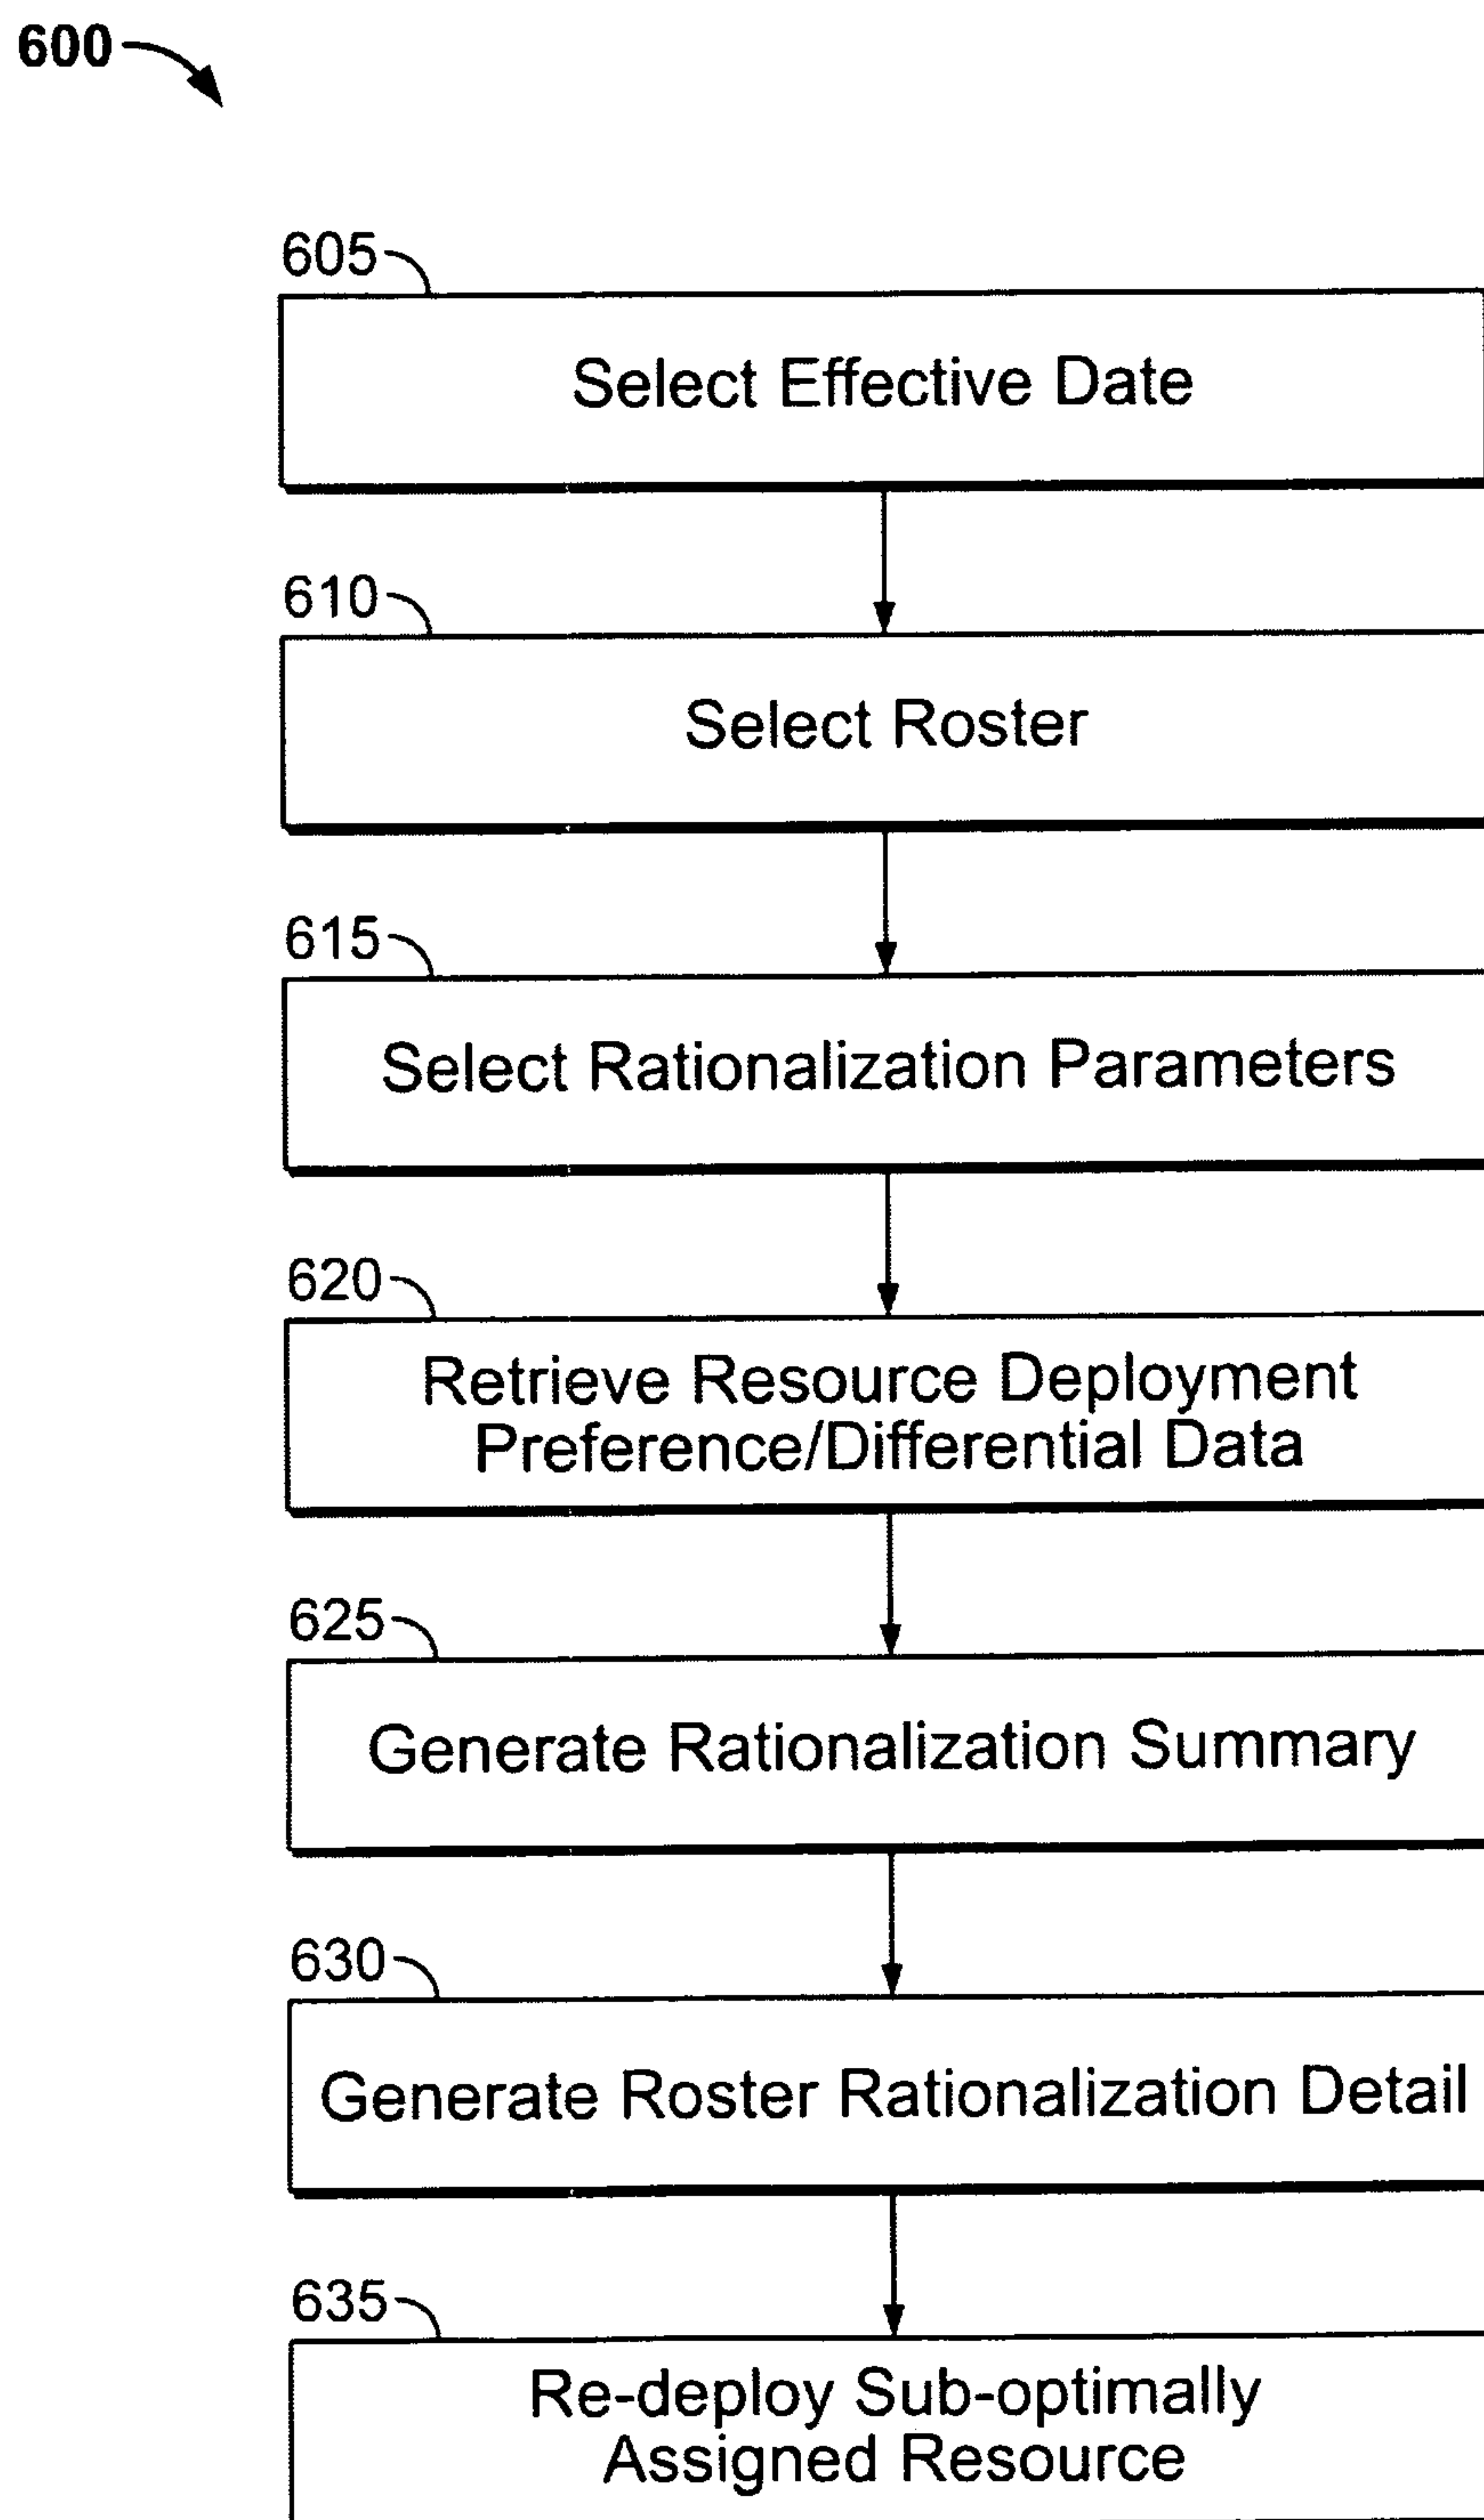 600
605
Select Effective Date
610
Select Roster
615
Select Rationalization Parameters
620
Retrieve Resource Deployment
Preference/Differential Data
625
Generate Rationalization Summary
630
Generate Roster Rationalization Detail
635
Re-deploy Sub-optimally
Assigned Resource